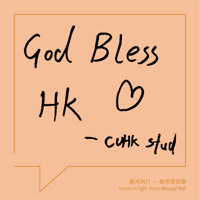 God Bless
HK ♡
– CUHK stud